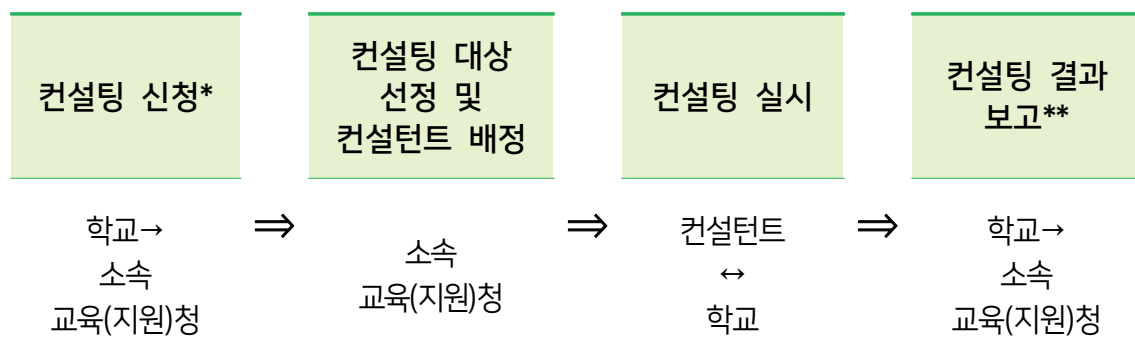 컨설팅 신청*
컨설팅 대상
선정 및
컨설턴트 배정
컨설팅 실시
컨설팅 결과
보고**
학교→
소속
교육(지원)청
⇒
소속
교육(지원)청
⇒
컨설턴트
↔
학교
⇒
학교→
소속
교육(지원)청